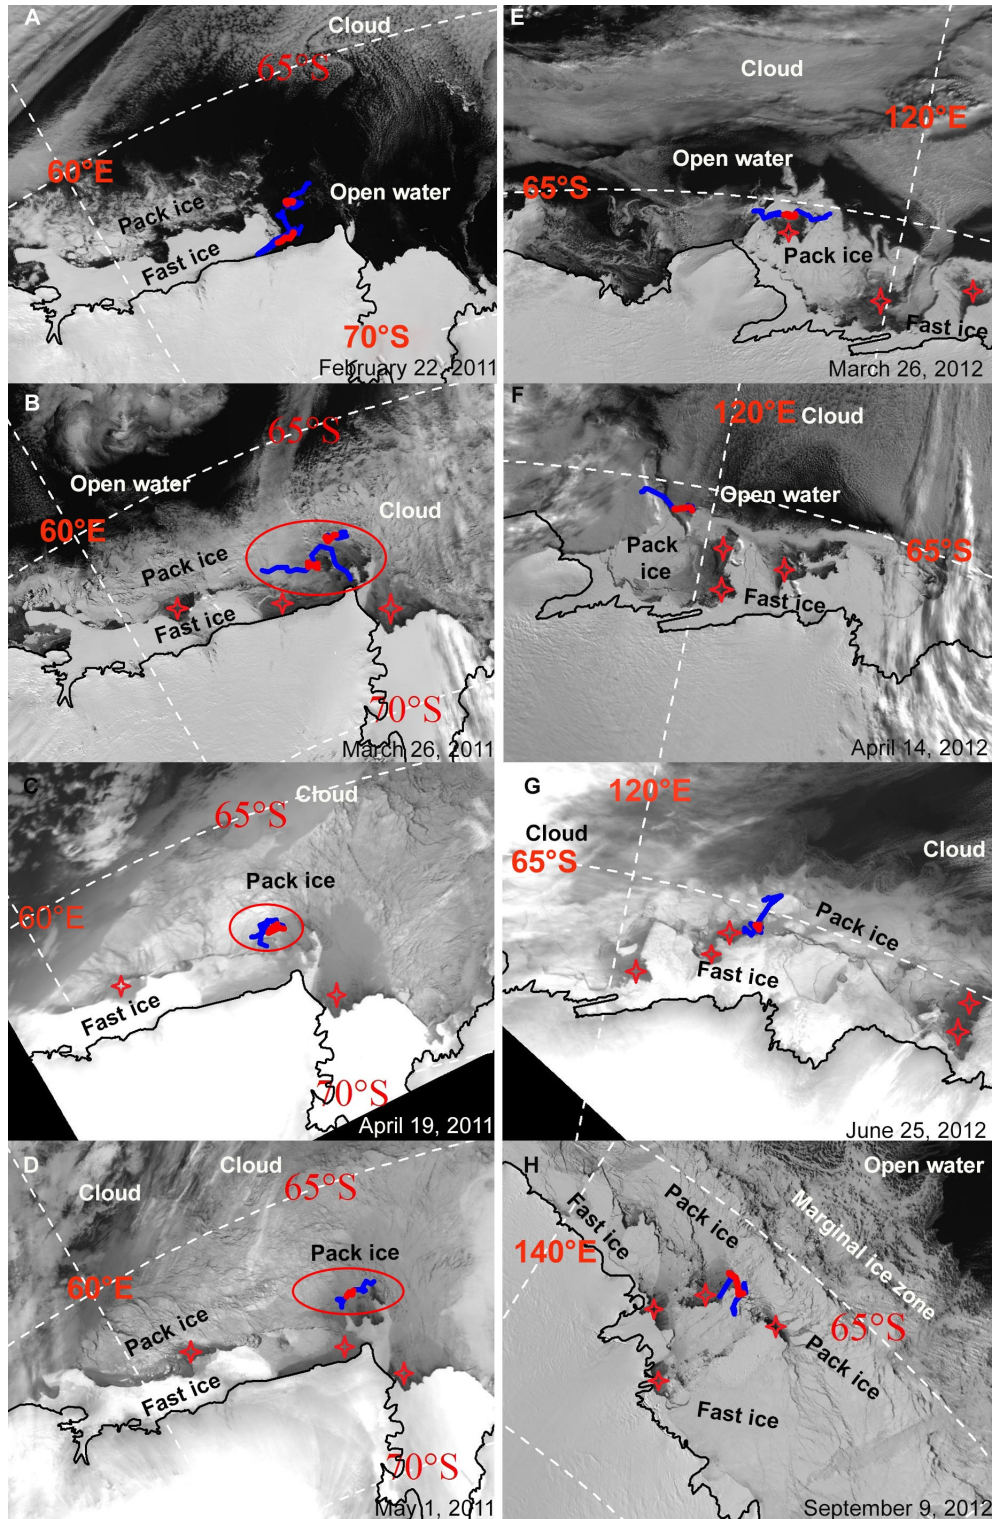 A
Cloud
65°S
60°E
Open water
Pack ice
Fast ice
70°S
February 22, 2011
B
65°S
Open water
Cloud
60°E
Pack ice
Fast ice
70°S
March 26, 2011
C
Cloud
65°S
Pack ice
60°E
Fast ice
70°S
April 19, 2011
D
Cloud
Cloud
65°S
Pack ice
60°E
Pack ice
Fast ice
70°S
May 1, 2011
E
Cloud
120°E
Open water
65°S
Pack ice
Fast ice
March 26, 2012
F
120°E
Cloud
Open water
65°S
Pack
ice
Fast ice
April 14, 2012
G
120°E
Cloud
Cloud
65°S
Pack ice
Fast ice
June 25, 2012
H
Open water
Pack ice
Marginal ice zone
Fast ice
140°E
65°S
Pack ice
Fast ice
September 9, 2012